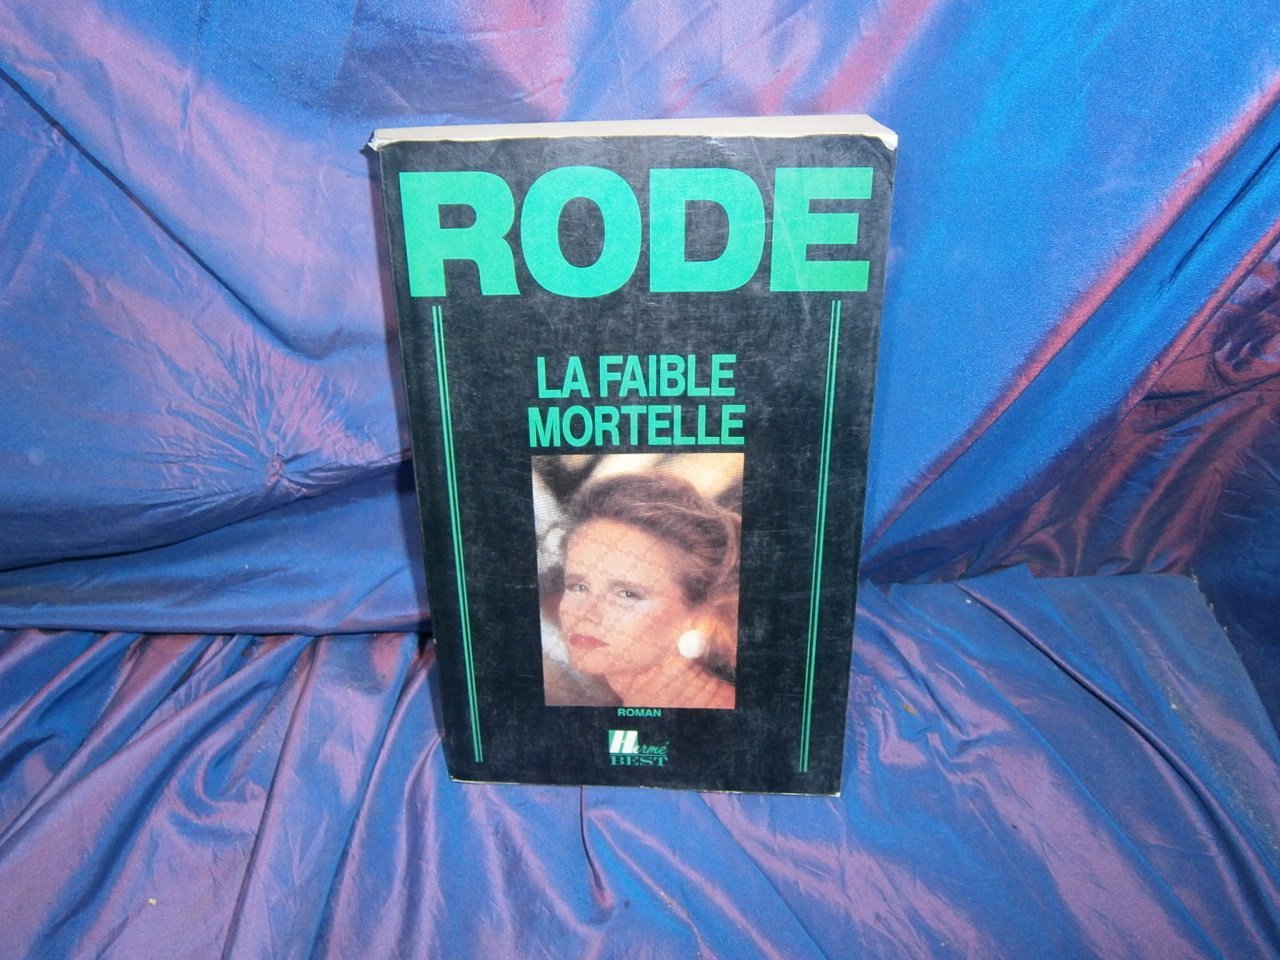 RODE
LA FAIBLE
MORTELLE
ROMAN
Hermé
BEST